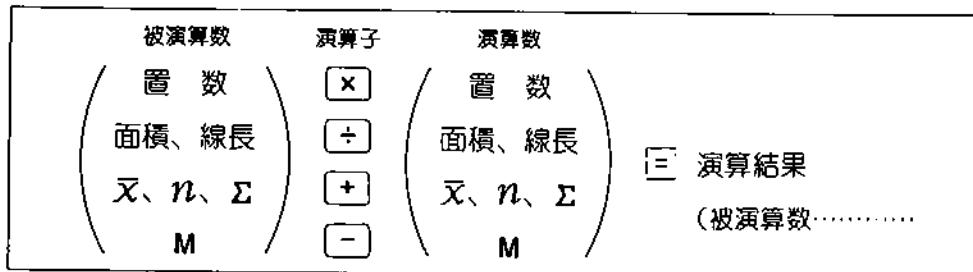 被演算数 演算子 演算数
置 数 × 置 数
面積、線長 ÷ 面積、線長
x̄、n、Σ + x̄、n、Σ = 演算結果
M − M (被演算数…………